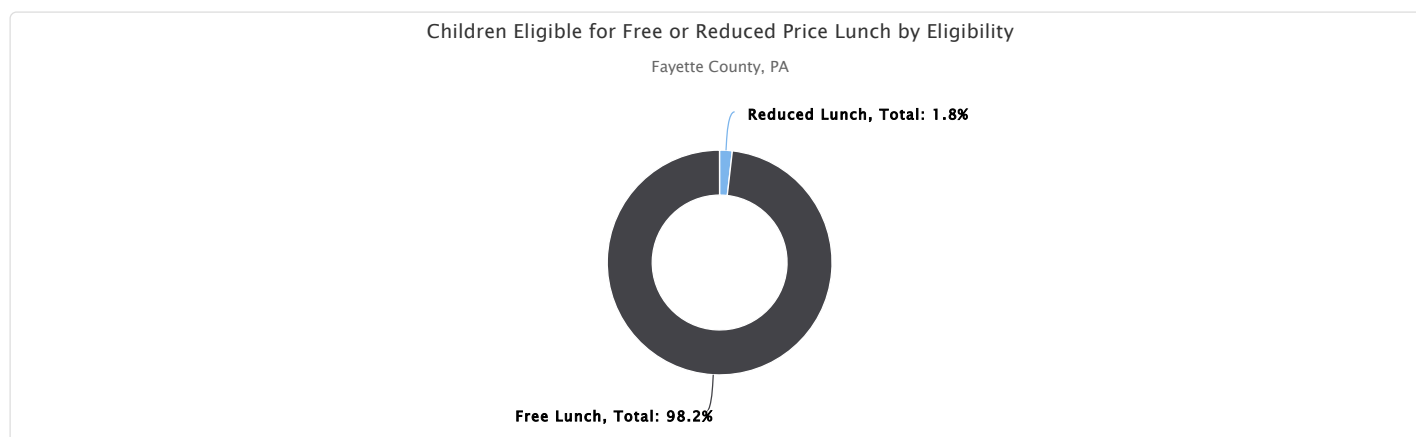 Children Eligible for Free or Reduced Price Lunch by Eligibility
Fayette County, PA
Reduced Lunch, Total: 1.8%
Free Lunch, Total: 98.2%